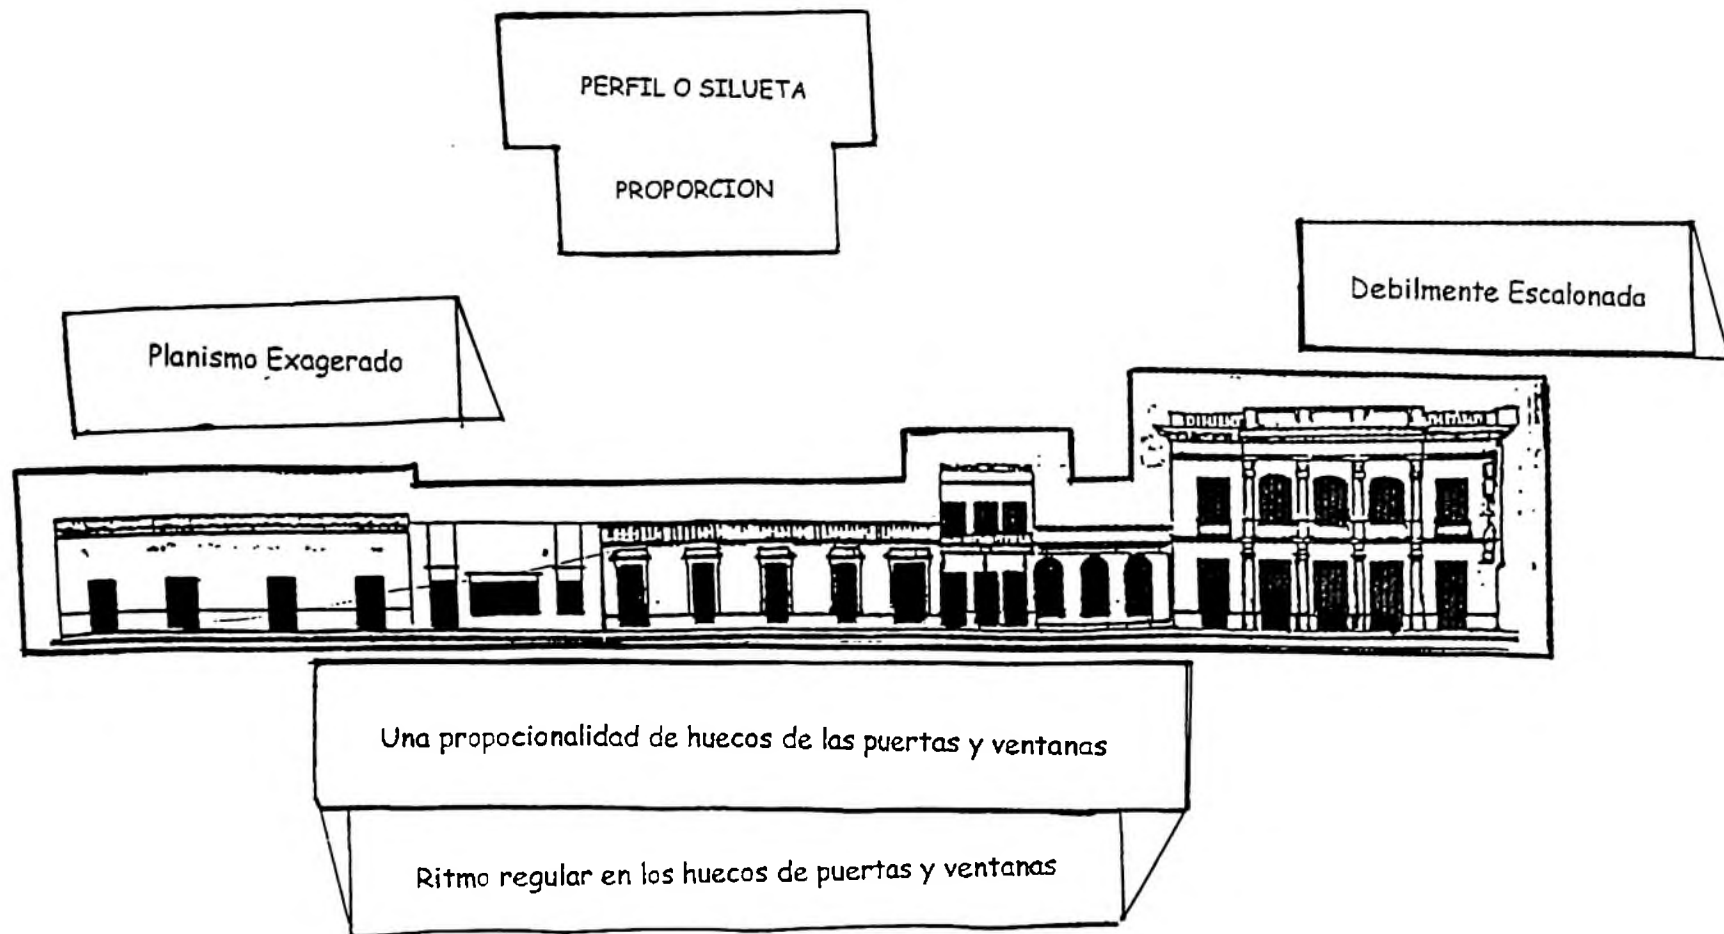 PERFIL O SILUETA
PROPORCION
Debilmente Escalonada
Planismo Exagerado
Una propocionalidad de huecos de las puertas y ventanas
Ritmo regular en los huecos de puertas y ventanas